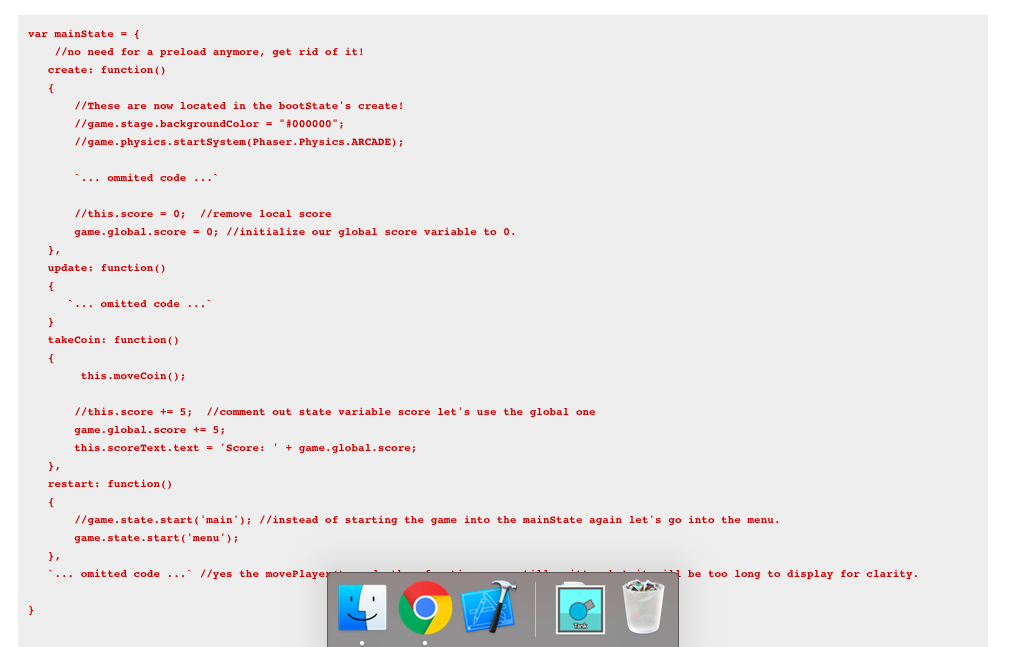 var mainState = {
//no need for a preload anymore, get rid of it!
create: function()
{
//These are now located in the bootState's create!
//game.stage.backgroundColor = "#000000";
//game.physics.startSystem(Phaser.Physics.ARCADE);
`... ommited code ...`
//this.score = 0;  //remove local score
game.global.score = 0; //initialize our global score variable to 0.
},
update: function()
{
`... omitted code ...`
}
takeCoin: function()
{
this.moveCoin();
//this.score += 5;  //comment out state variable score let's use the global one
game.global.score += 5;
this.scoreText.text = 'Score: ' + game.global.score;
},
restart: function()
{
//game.state.start('main'); //instead of starting the game into the mainState again let's go into the menu.
game.state.start('menu');
},
`... omitted code ...` //yes the movePlayer be too long to display for clarity.
}
Tank